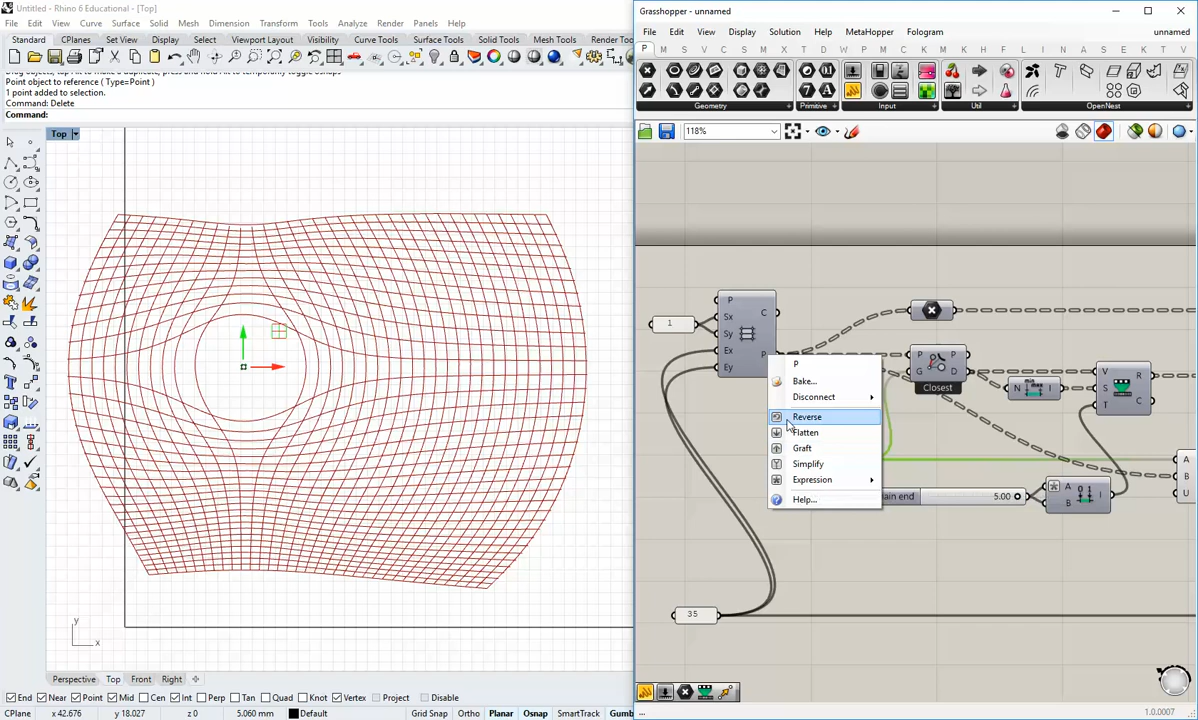 Untitled - Rhino 6 Educational - [Top]
File Edit View Curve Surface Solid Mesh Dimension Transform Tools Analyze Render Panels Help
Standard CPlanes Set View Display Select Viewport Layout Visibility Curve Tools Surface Tools Solid Tools Mesh Tools Render To
Point object to reference ( Type=Point )
1 point added to selection.
Command: Delete
Command:
Top
y
x
Perspective Top Front Right
End Near Point Mid Cen Int Perp Tan Quad Knot Vertex Project Disable
CPlane x 42.676 y 18.027 z 0 5.060 mm Default Grid Snap Ortho Planar Osnap SmartTrack Gumb
Grasshopper - unnamed
File Edit View Display Solution Help MetaHopper Fologram unnamed
P M S V C S M I T D W
Geometry Primitive Input Util OpenNest
118%
P
Sx
Sy
Ex
Ey
C
P
1
35
P
Bake...
Disconnect
Reverse
Flatten
Graft
Simplify
Expression
Help...
P
G
P
D
Closest
N
I
V
S
T
R
C
ain end 5.00
A
B
I
A
B
U
1.0.0007